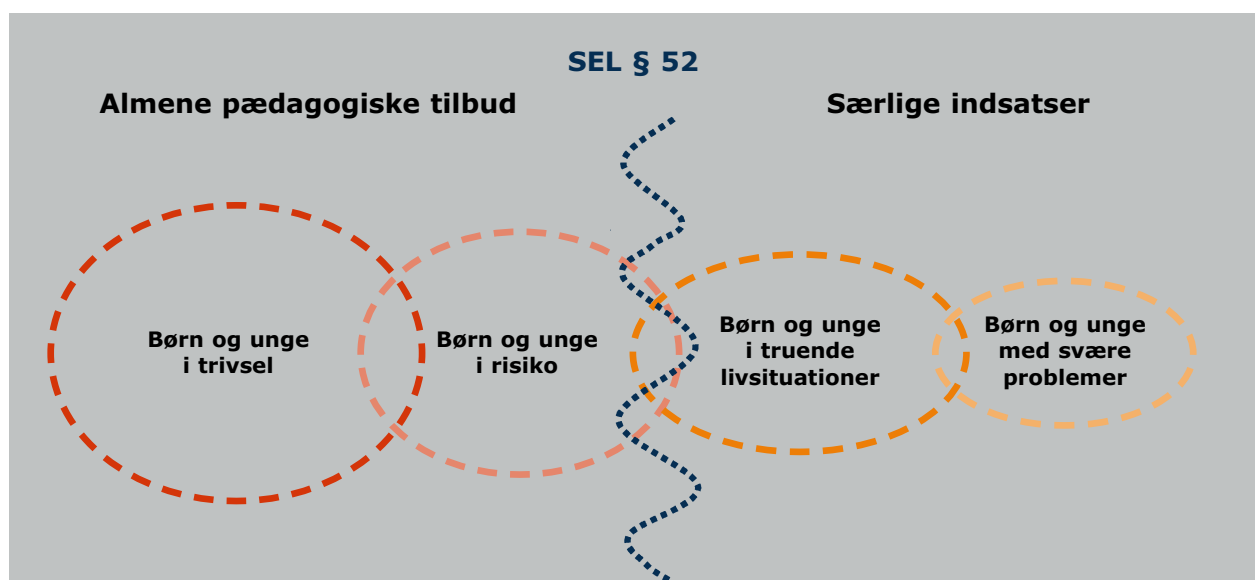 SEL § 52
Almene pædagogiske tilbud
Særlige indsatser
Børn og unge
i trivsel
Børn og unge
i risiko
Børn og unge
i truende
livsituationer
Børn og unge
med svære
problemer